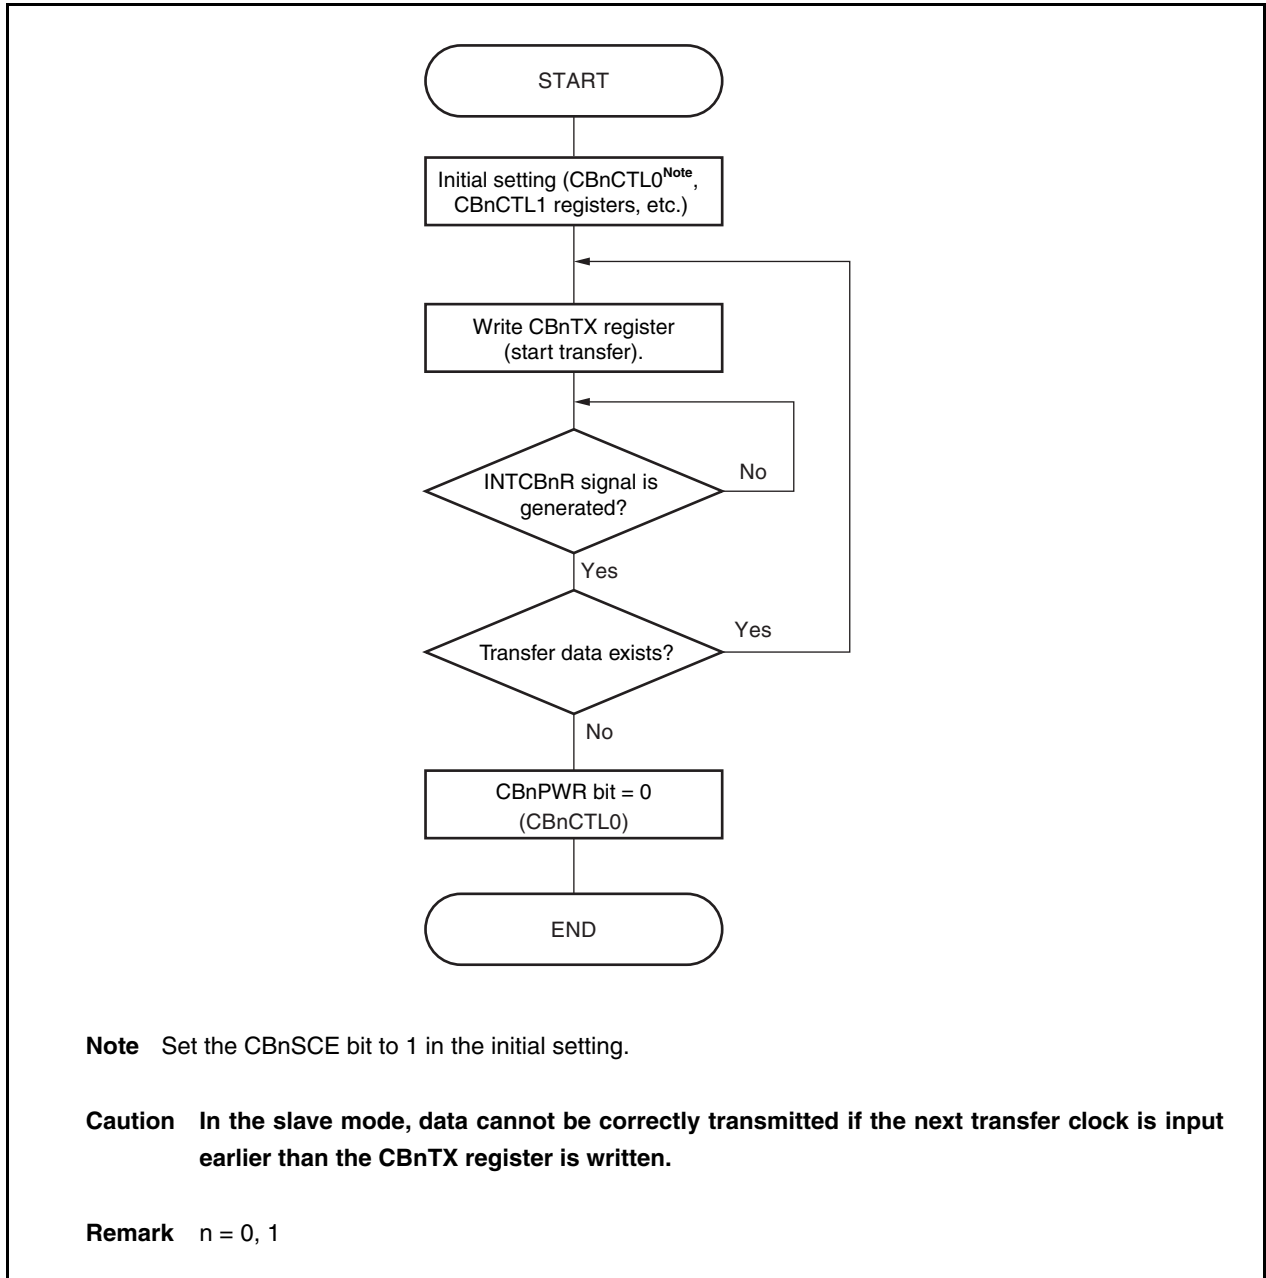 START
Initial setting (CBnCTL0Note,
CBnCTL1 registers, etc.)
Write CBnTX register
(start transfer).
INTCBnR signal is
generated?
No
Yes
Transfer data exists?
Yes
No
CBnPWR bit = 0
(CBnCTL0)
END
Note Set the CBnSCE bit to 1 in the initial setting.
Caution In the slave mode, data cannot be correctly transmitted if the next transfer clock is input
earlier than the CBnTX register is written.
Remark n = 0, 1